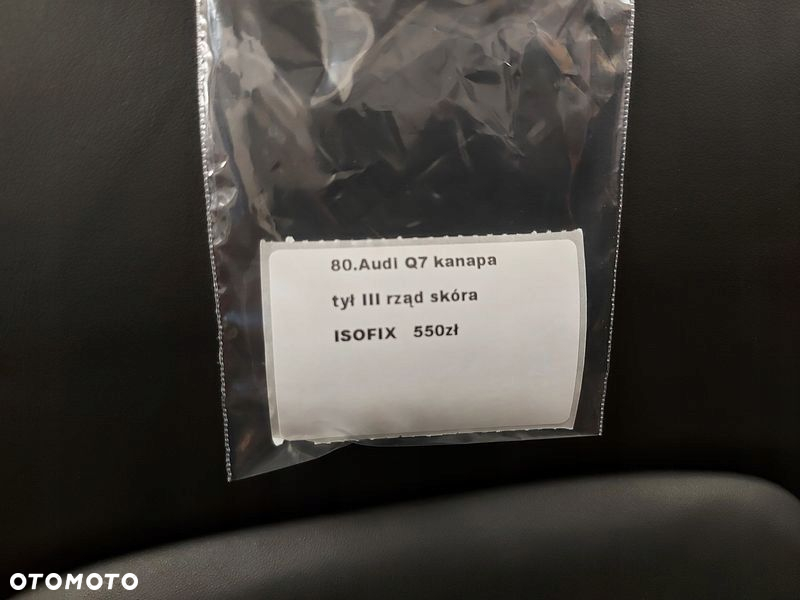 80.Audi Q7 kanapa
tył III rząd skóra
ISOFIX 550zł
OTOMOTO